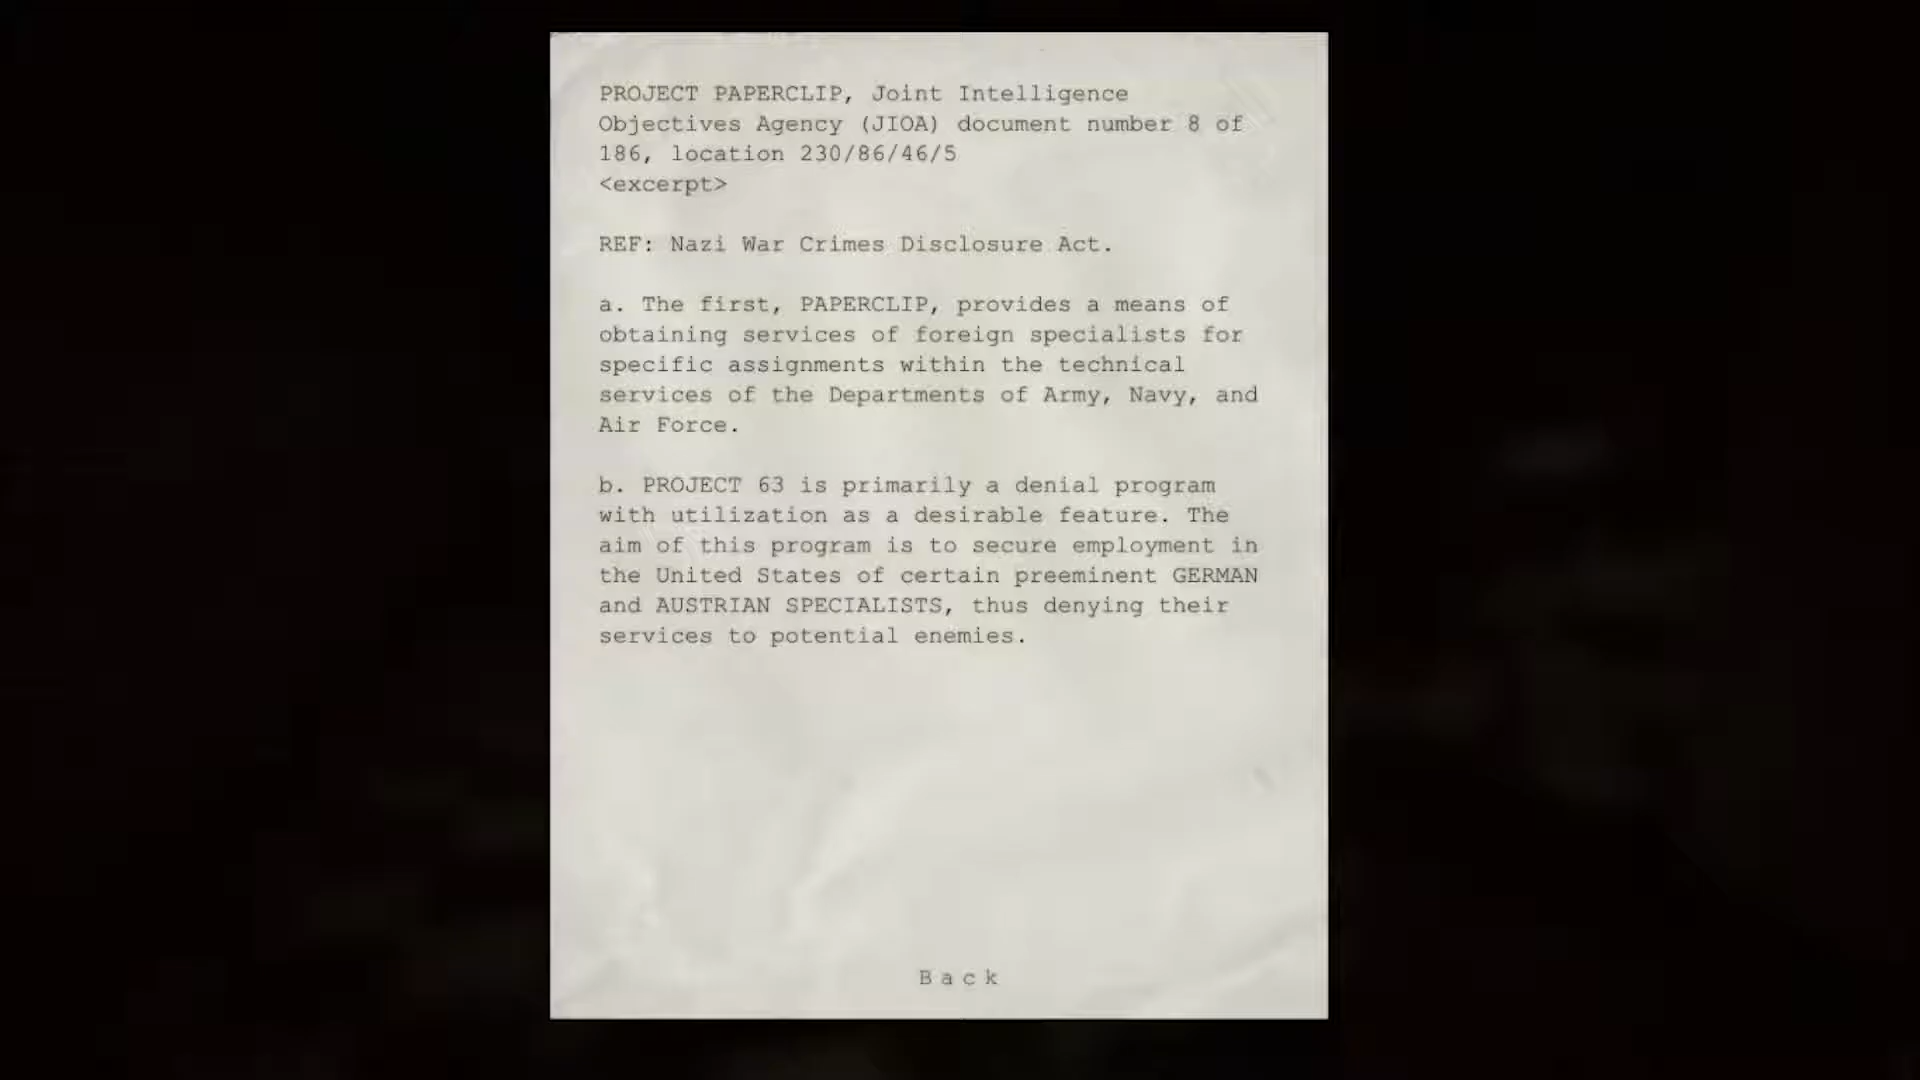 PROJECT PAPERCLIP, Joint Intelligence
Objectives Agency (JIOA) document number 8 of
186, location 230/86/46/5
<excerpt>
REF: Nazi War Crimes Disclosure Act.
a. The first, PAPERCLIP, provides a means of
obtaining services of foreign specialists for
specific assignments within the technical
services of the Departments of Army, Navy, and
Air Force.
b. PROJECT 63 is primarily a denial program
with utilization as a desirable feature. The
aim of this program is to secure employment in
the United States of certain preeminent GERMAN
and AUSTRIAN SPECIALISTS, thus denying their
services to potential enemies.
Back